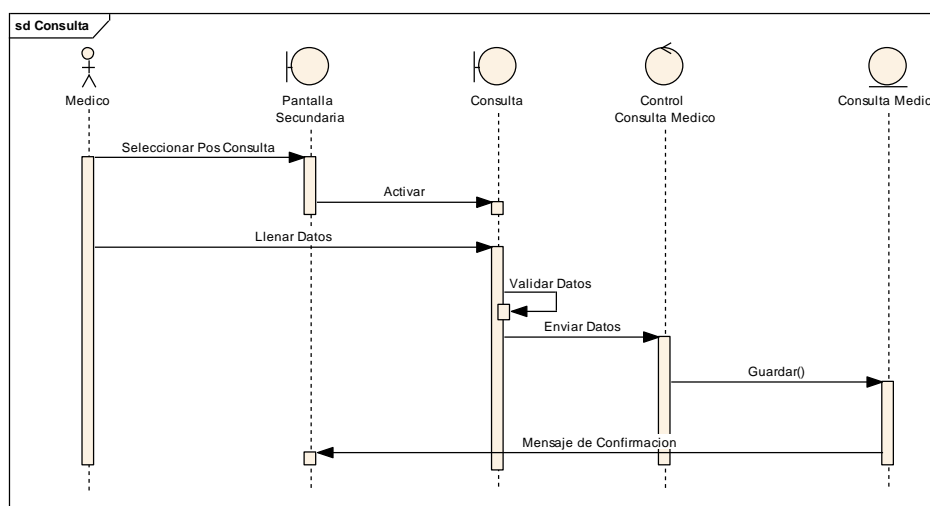 sd Consulta
Medico
Pantalla
Secundaria
Consulta
Control
Consulta Medico
Consulta Medic
Seleccionar Pos Consulta
Activar
Llenar Datos
Validar Datos
Enviar Datos
Guardar()
Mensaje de Confirmacion